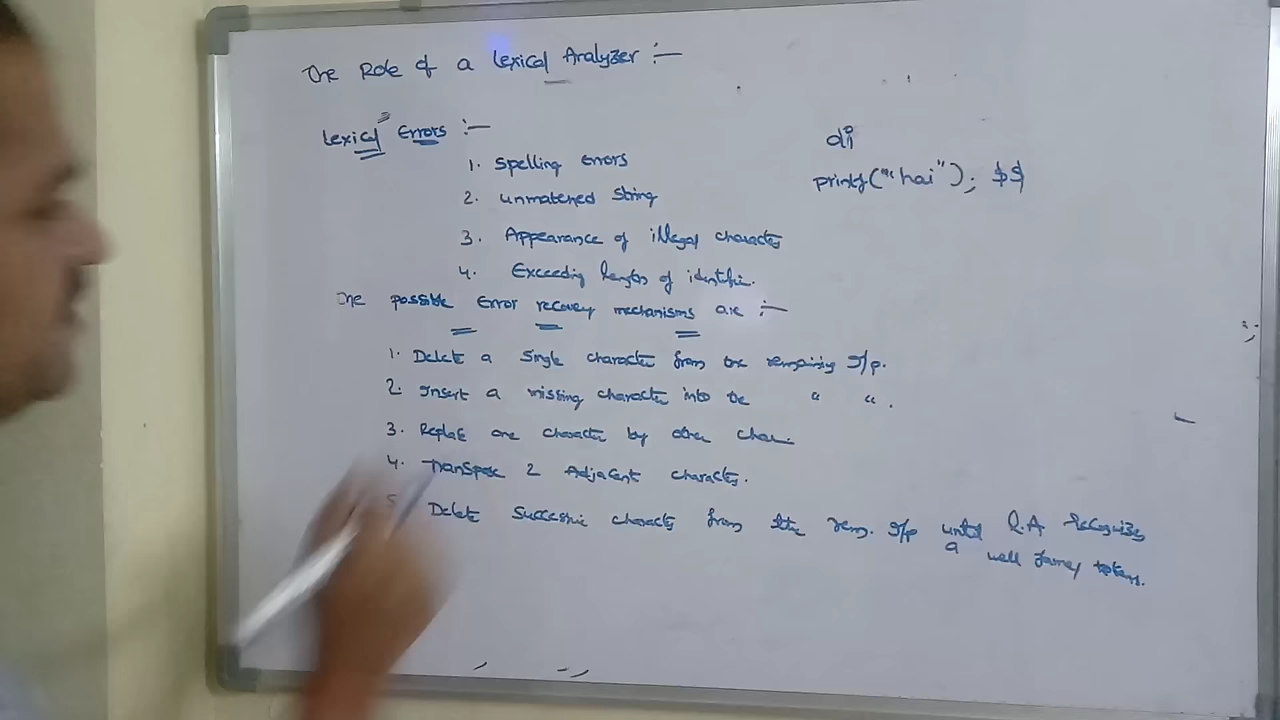 The Role of a Lexical Analyzer :-
Lexical Errors :-
1. Spelling Errors
2. unmatched String
3. Appearance of illegal character
4. Exceeding length of identifier.
di
printf("hai"); $$
The possible Error recovery mechanisms are :-
1. Delete a Single character from the remaining I/p.
2. Insert a missing character into the " " .
3. Replace one character by other char.
4. Transpose 2 Adjacent characters.
5. Delete Successive characters from the rem. I/p until L.A recognizes
a well formed tokens.